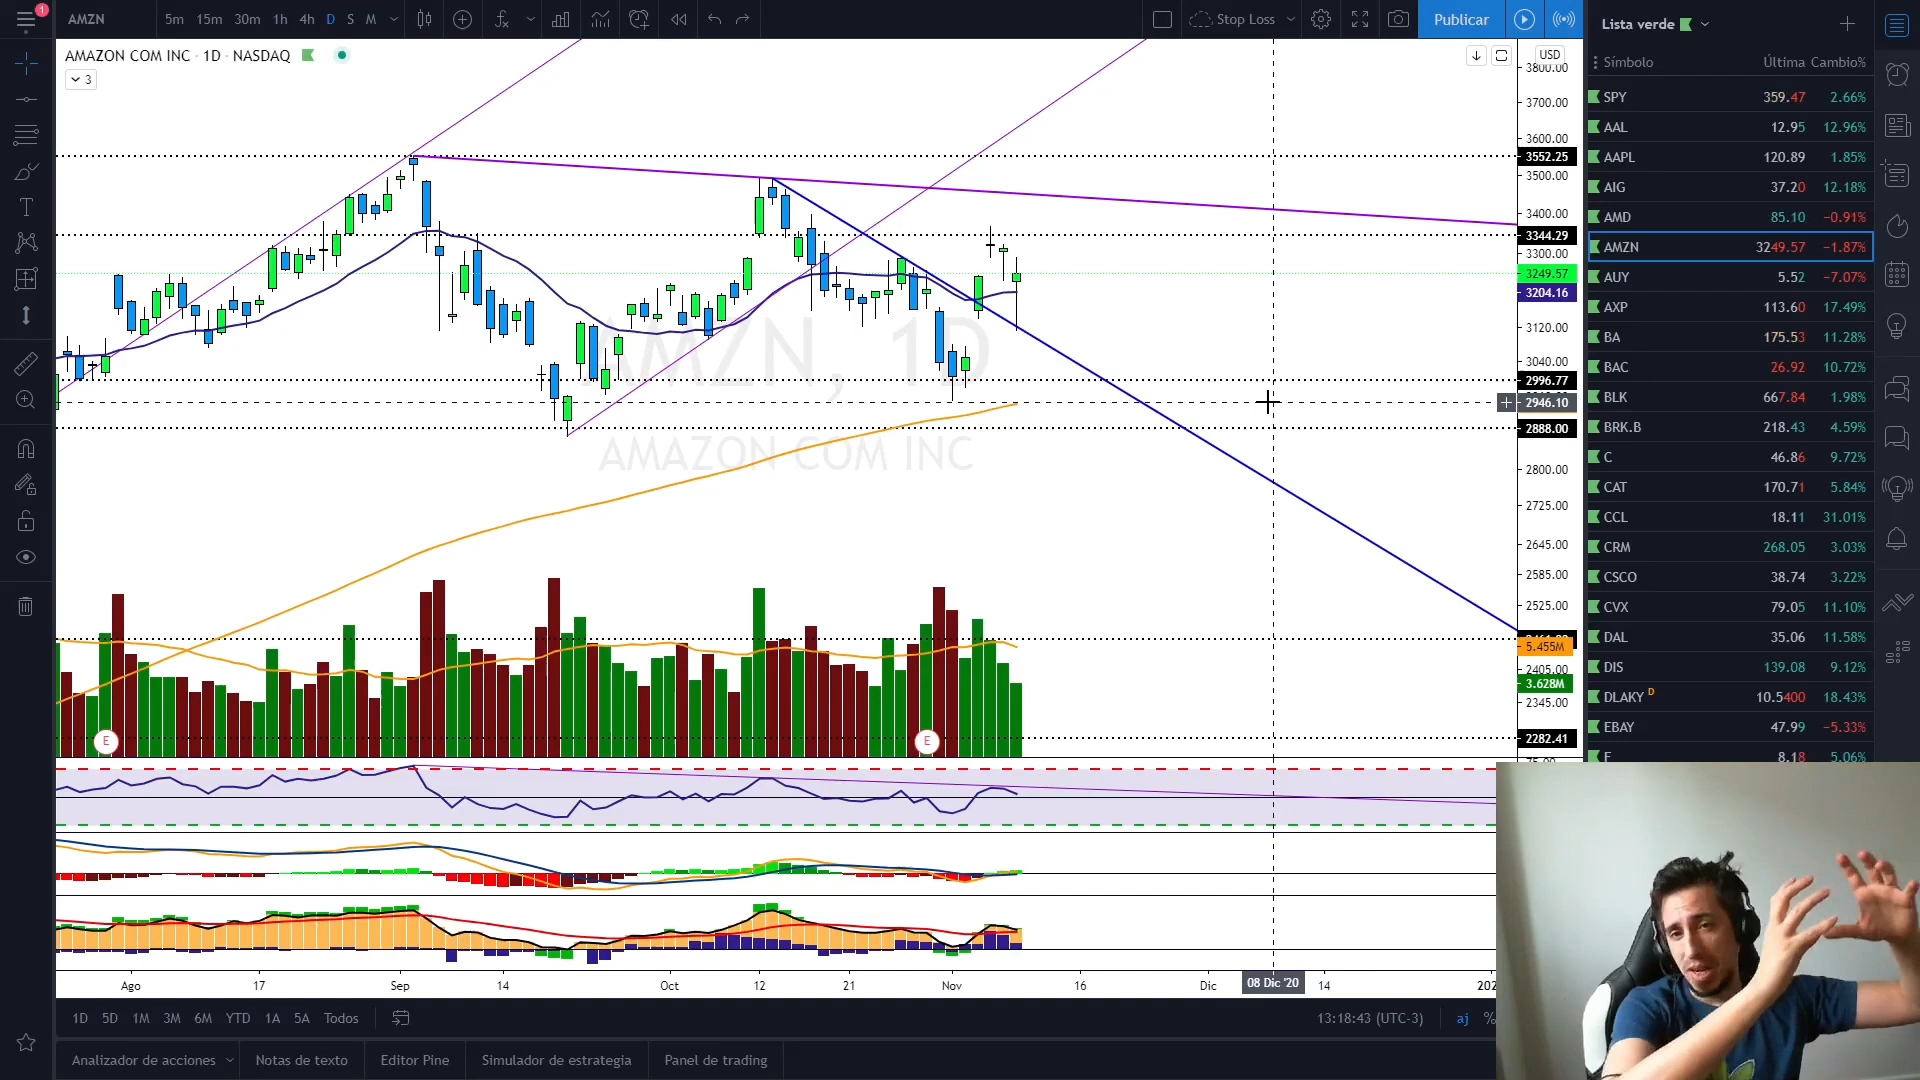 1
AMZN
5m 15m 30m 1h 4h D S M
Stop Loss
Publicar
Lista verde
AMAZON COM INC · 1D · NASDAQ
3
USD
Símbolo Última Cambio%
SPY 359.47 2.66%
AAL 12.95 12.96%
AAPL 120.89 1.85%
AIG 37.20 12.18%
AMD 85.10 −0.91%
AMZN 3249.57 −1.87%
AUY 5.52 −7.07%
AXP 113.60 17.49%
BA 175.53 11.28%
BAC 26.92 10.72%
BLK 667.84 1.98%
BRK.B 218.43 4.59%
C 46.86 9.72%
CAT 170.71 5.84%
CCL 18.11 31.01%
CRM 268.05 3.03%
CSCO 38.74 3.22%
CVX 79.05 11.10%
DAL 35.06 11.58%
DIS 139.08 9.12%
DLAKY D 10.5400 18.43%
EBAY 47.99 −5.33%
F 8.18 5.06%
3800.00
3700.00
3600.00
3552.25
3500.00
3400.00
3344.29
3300.00
3249.57
3204.16
3120.00
3040.00
2996.77
2946.10
2888.00
2800.00
2725.00
2645.00
2585.00
2525.00
5.455M
2405.00
3.628M
2345.00
2282.41
75.00
AMZN, 1D
AMAZON COM INC
E
E
Ago 17 Sep 14 Oct 12 21 Nov 16 Dic 08 Dic '20 14 202
1D 5D 1M 3M 6M YTD 1A 5A Todos
13:18:43 (UTC-3) aj %
Analizador de acciones Notas de texto Editor Pine Simulador de estrategia Panel de trading